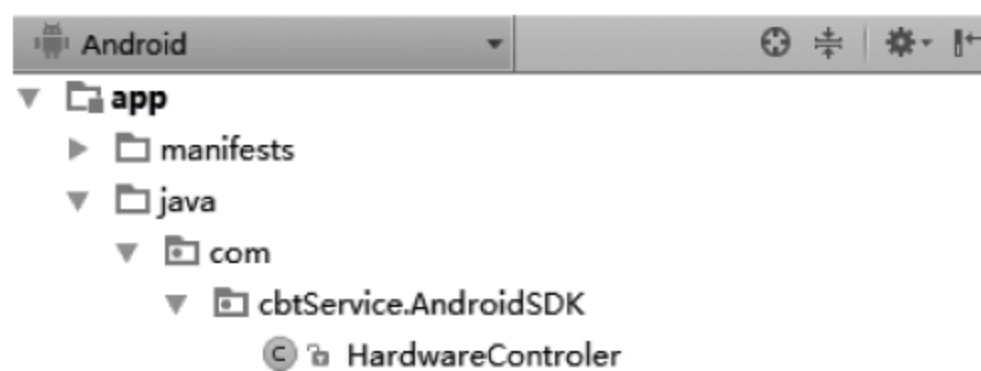 Android
app
manifests
java
com
cbtService.AndroidSDK
C HardwareControler